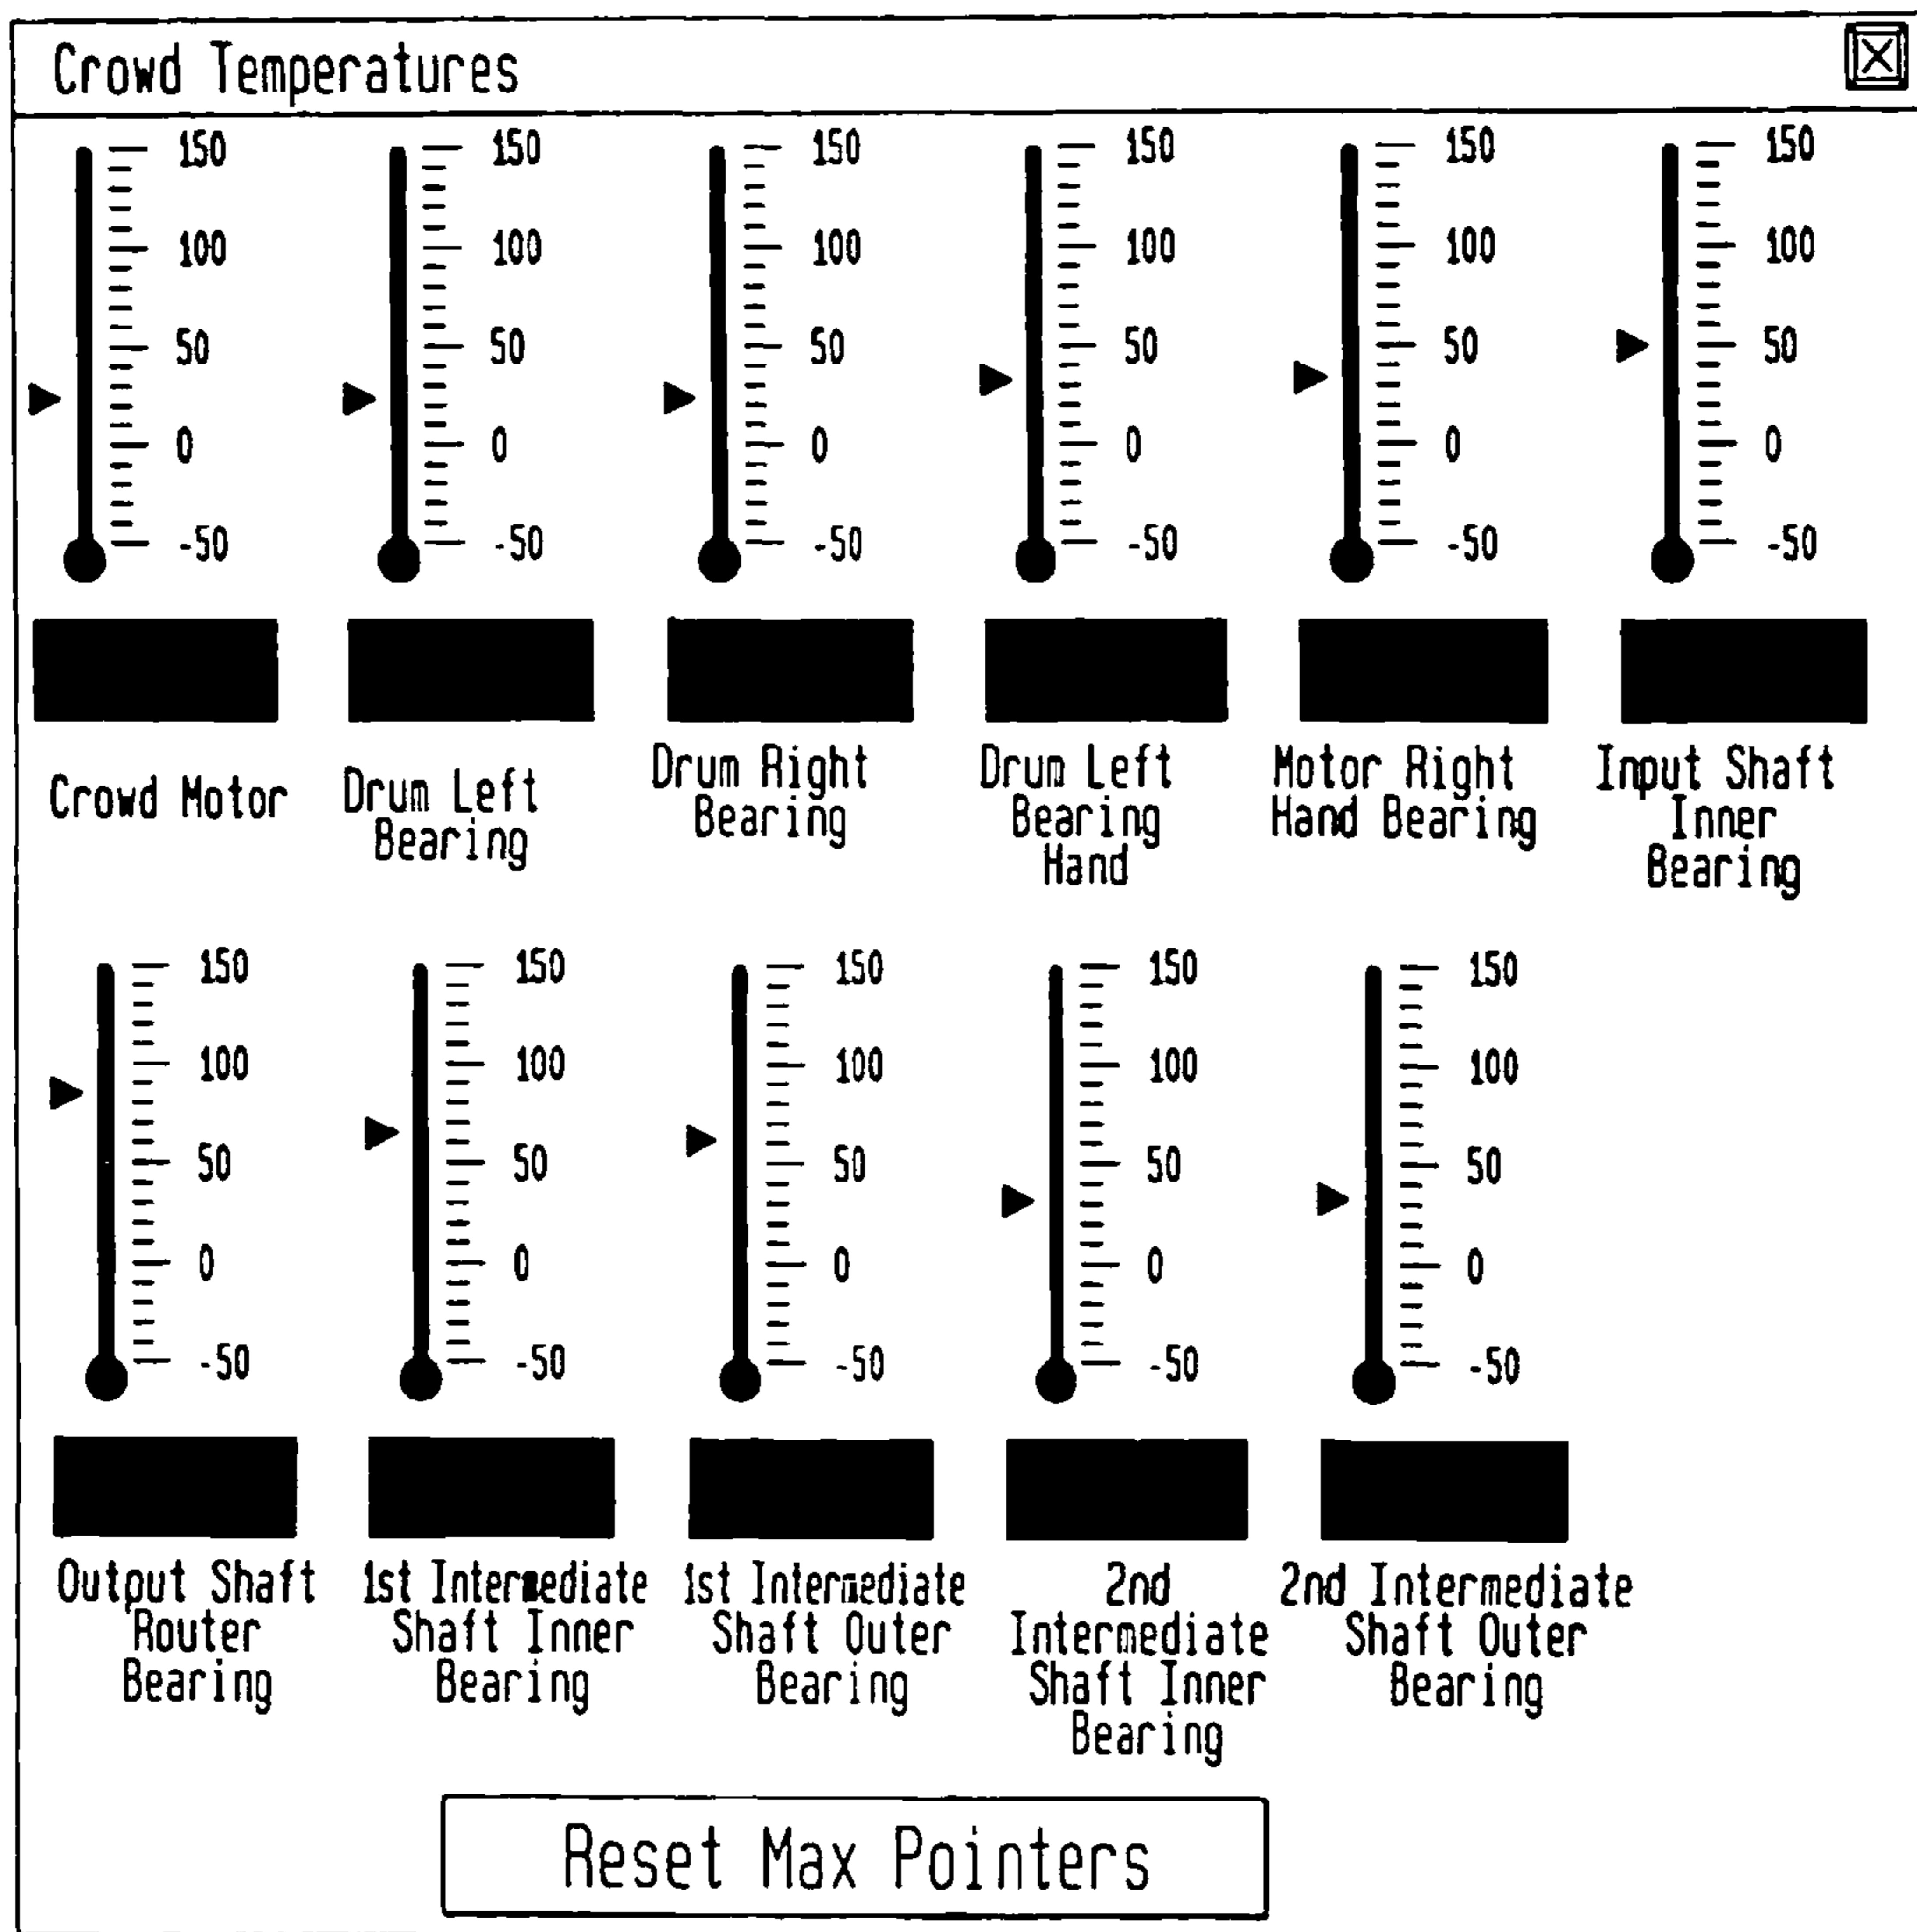 Crowd Temperatures
150 150 150 150 150 150
100 100 100 100 100 100
50 50 50 50 50 50
0 0 0 0 0 0
-50 -50 -50 -50 -50 -50
Crowd Motor
Drum Left
Bearing
Drum Right
Bearing
Drum Left
Bearing
Hand
Motor Right
Hand Bearing
Input Shaft
Inner
Bearing
150 150 150 150 150
100 100 100 100 100
50 50 50 50 50
0 0 0 0 0
-50 -50 -50 -50 -50
Output Shaft
Router
Bearing
1st Intermediate
Shaft Inner
Bearing
1st Intermediate
Shaft Outer
Bearing
2nd
Intermediate
Shaft Inner
Bearing
2nd Intermediate
Shaft Outer
Bearing
Reset Max Pointers